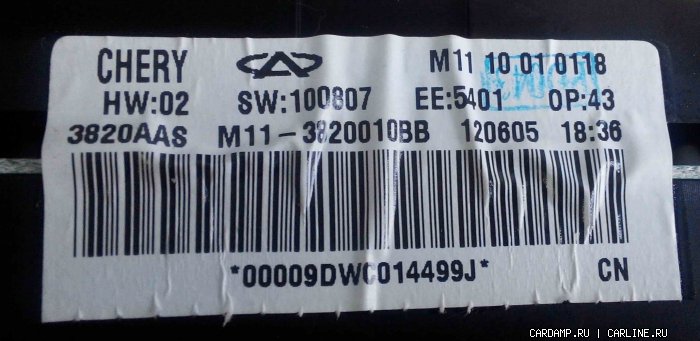 CHERY M11 10 01 0118
HW:02 SW:100807 EE:5401 OP:43
3820AAS M11-3820010BB 120605 18:36
*00009DWC014499J* CN
CARDAMP.RU | CARLINE.RU